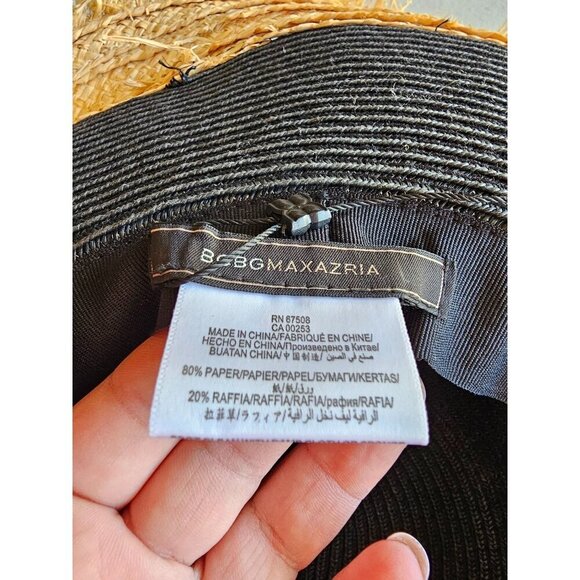 BCBGMAXAZRIA
RN 67508
CA 00253
MADE IN CHINA/FABRIQUÉ EN CHINE/
HECHO EN CHINA/Произведено в Китае/
BUATAN CHINA/中国制造/صنع في الصين
80% PAPER/PAPIER/PAPEL/БУМАГИ/KERTAS/
纸/紙/ورق
20% RAFFIA/RAFFIA/RAFIA/рафия/RAFIA/
拉菲草/ラフィア/الرافية ليف نخل الرافية